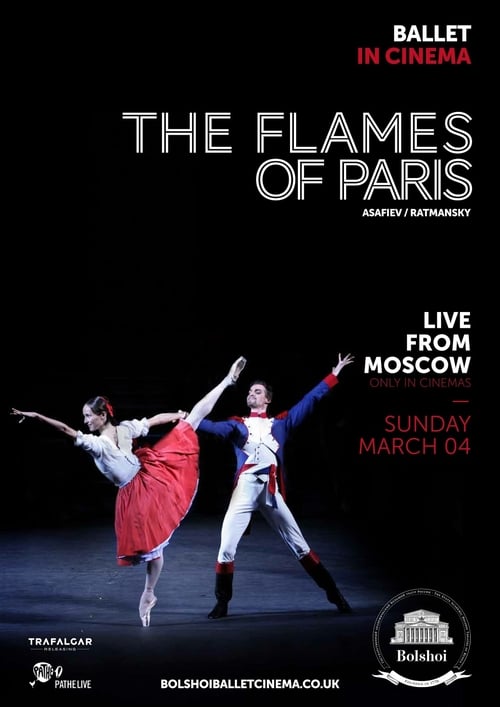 BALLET
IN CINEMA
THE FLAMES
OF PARIS
ASAFIEV / RATMANSKY
LIVE
FROM
MOSCOW
ONLY IN CINEMAS
SUNDAY
MARCH 04
TRAFALGAR
RELEASING
PATHE
PATHE LIVE
BOLSHOIBALLETCINEMA.CO.UK
Bolshoi